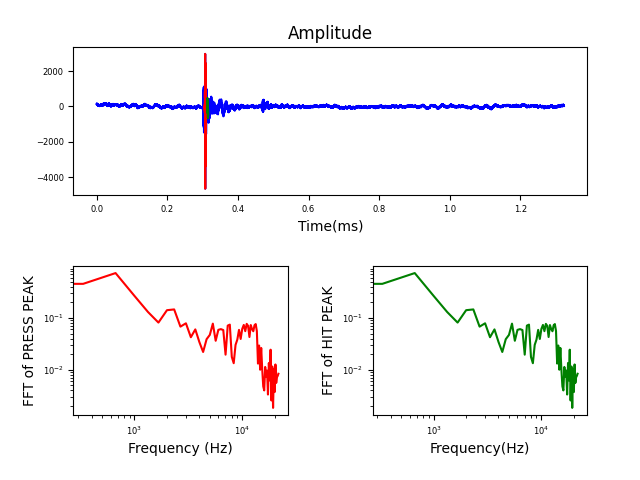 Amplitude
2000
0
−2000
−4000
0.0 0.2 0.4 0.6 0.8 1.0 1.2
Time(ms)
FFT of PRESS PEAK
10⁻¹
10⁻²
10³ 10⁴
Frequency (Hz)
FFT of HIT PEAK
10⁻¹
10⁻²
10³ 10⁴
Frequency(Hz)